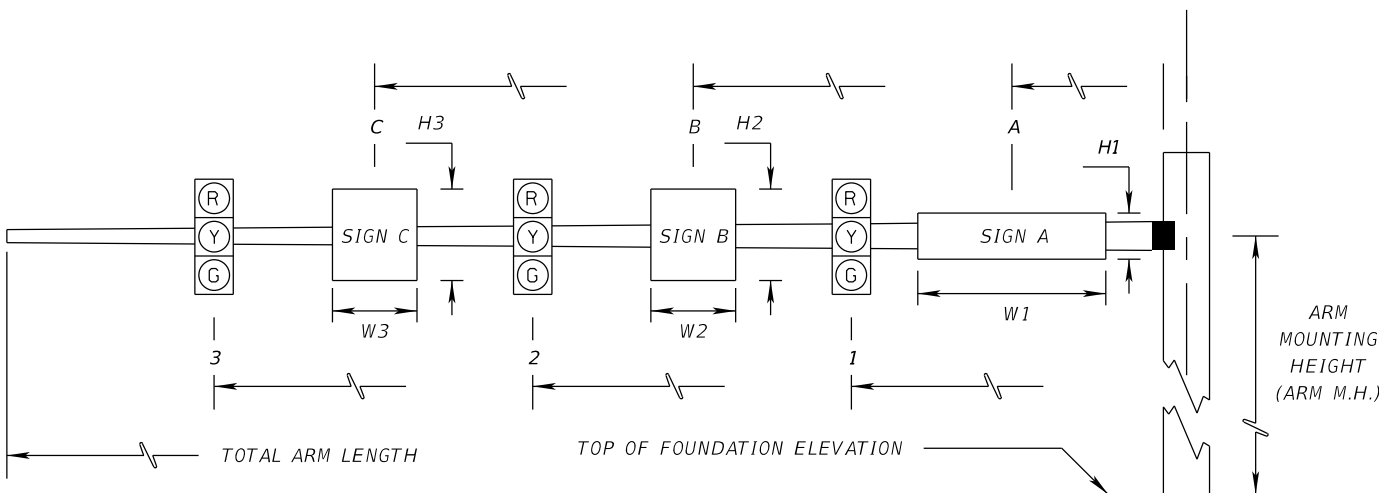 C
H3
B
H2
A
H1
R
R
R
Y
SIGN C
Y
SIGN B
Y
SIGN A
G
G
G
W3
W2
W1
3
2
1
ARM
MOUNTING
HEIGHT
(ARM M.H.)
TOTAL ARM LENGTH
TOP OF FOUNDATION ELEVATION